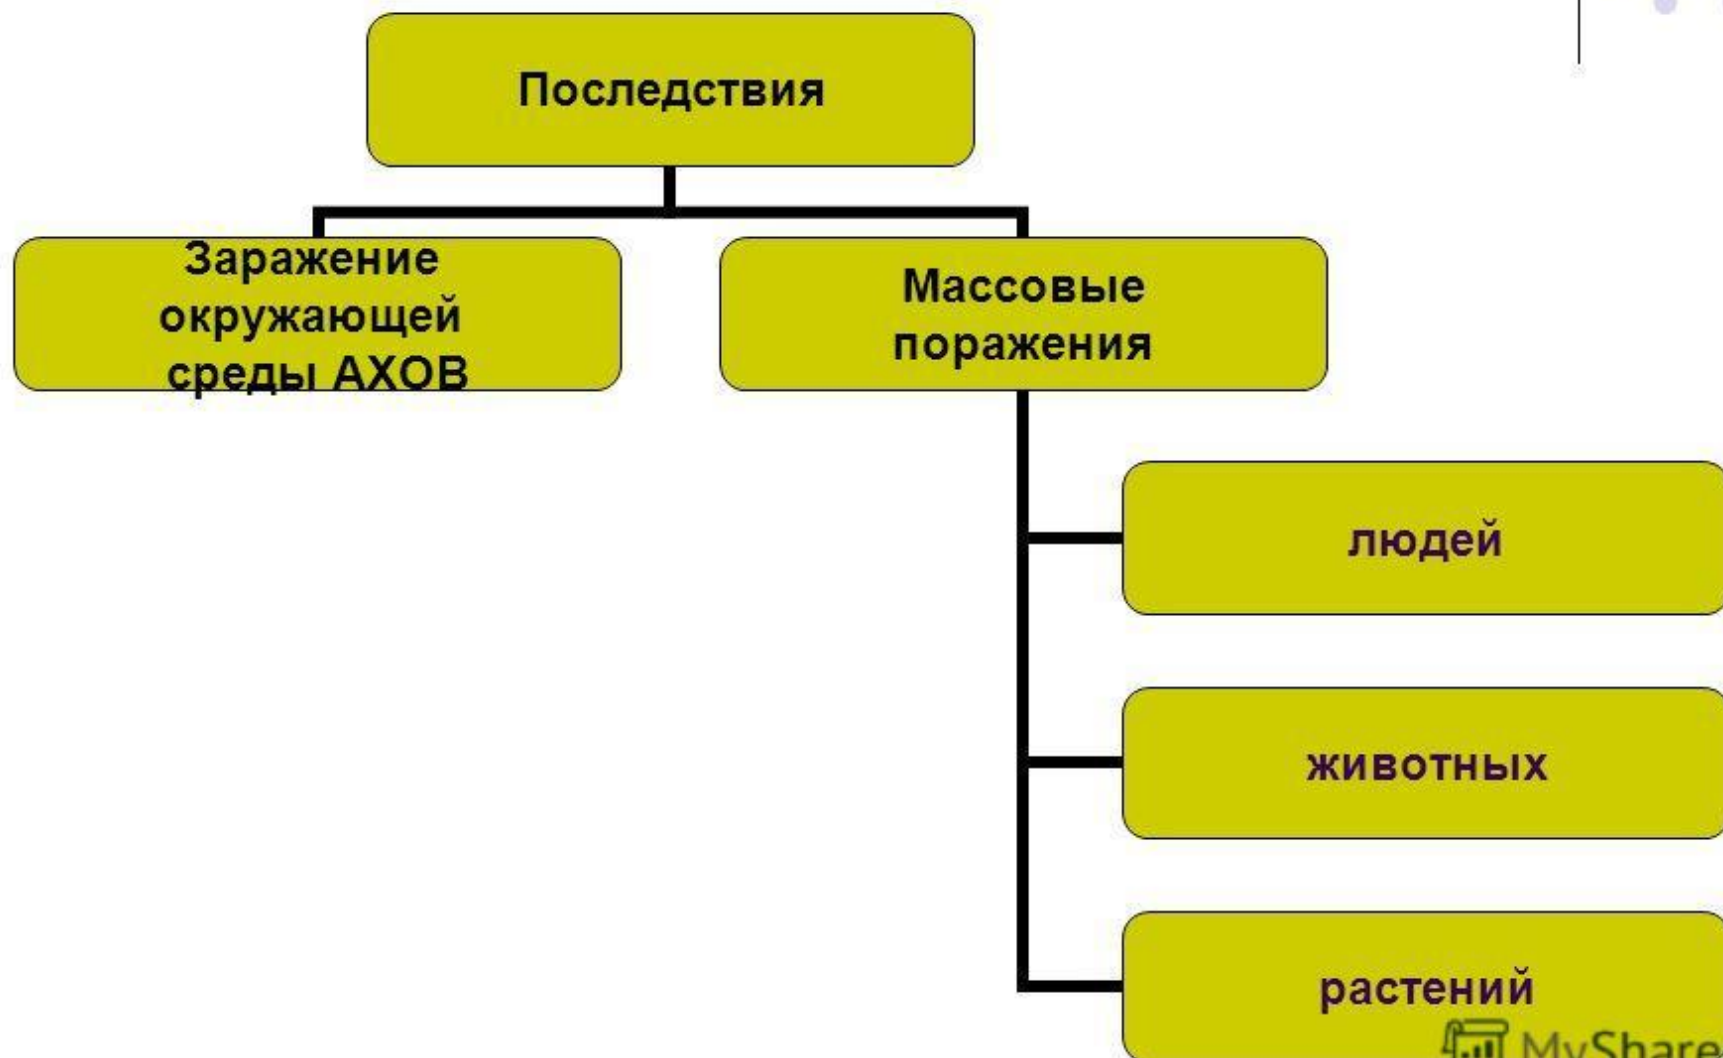 Последствия
Заражение
окружающей
среды АХОВ
Массовые
поражения
людей
животных
растений
MyShare